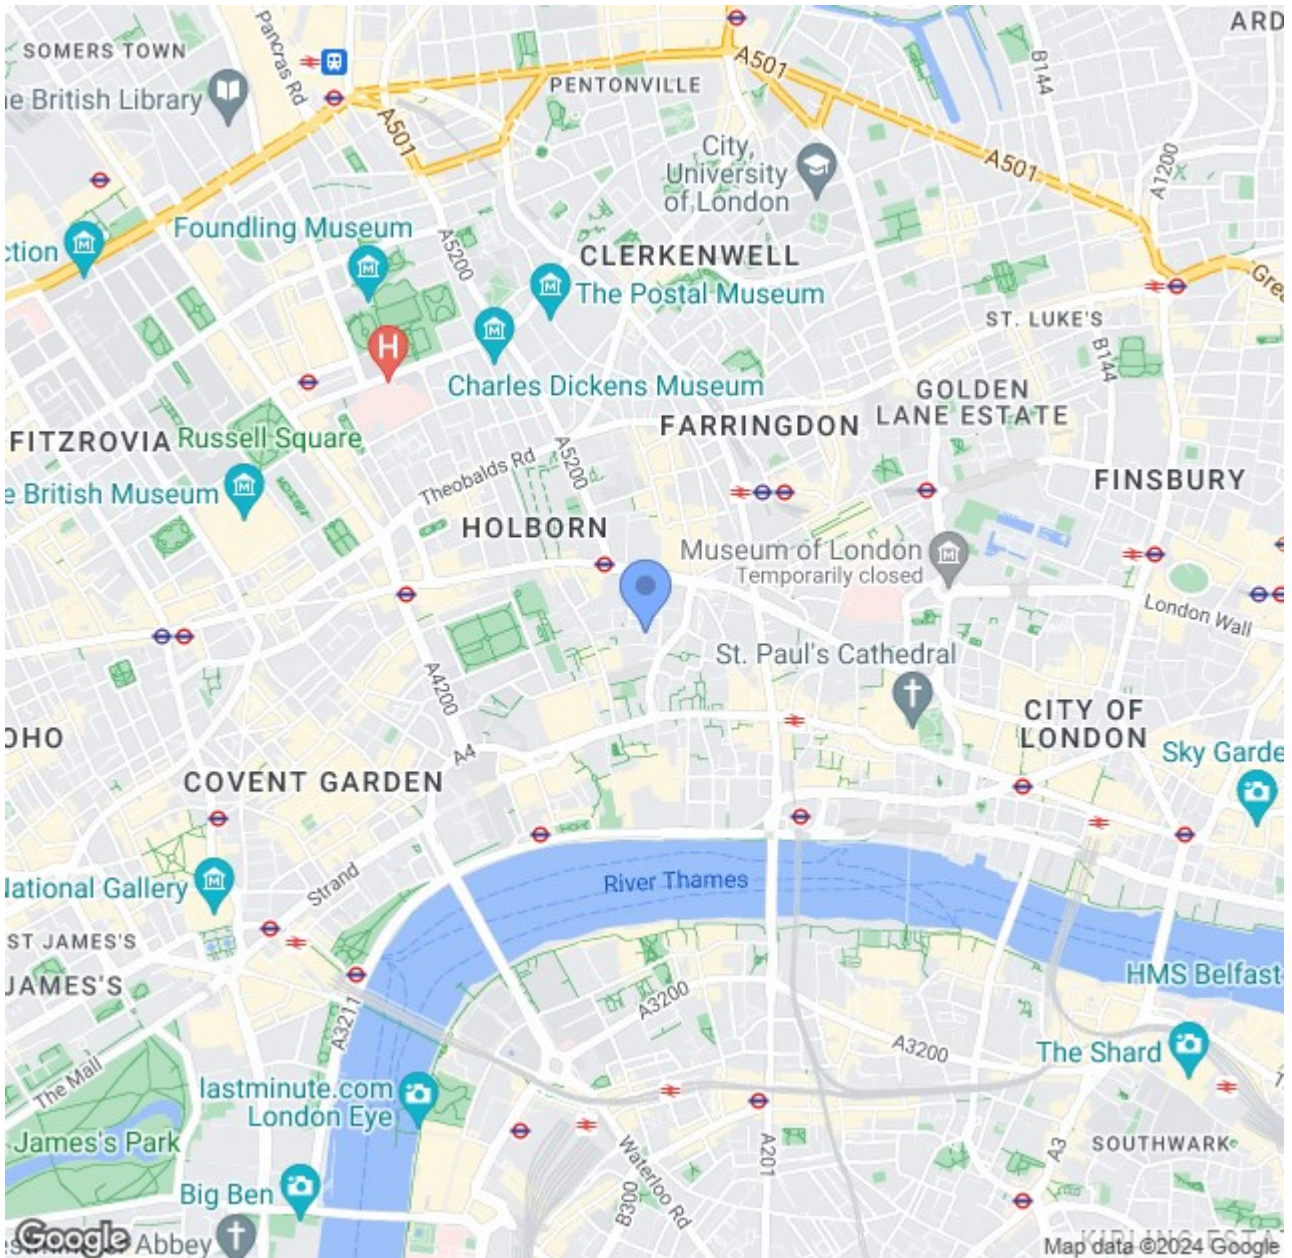 ARD
SOMERS TOWN
Pancras Rd
A501
B144
PENTONVILLE
e British Library
A501
City,
University
of London
A501
A1200
Foundling Museum
ction
A5200
CLERKENWELL
The Postal Museum
Grea
ST. LUKE'S
B144
H
Charles Dickens Museum
GOLDEN
LANE ESTATE
FARRINGDON
FITZROVIA
Russell Square
Theobalds Rd
A5200
FINSBURY
e British Museum
HOLBORN
Museum of London
Temporarily closed
London Wall
St. Paul's Cathedral
A4200
CITY OF
LONDON
OHO
A4
Sky Garde
COVENT GARDEN
National Gallery
Strand
River Thames
ST JAMES'S
JAMES'S
HMS Belfast
A3200
A3211
A3200
The Shard
The Mall
lastminute.com
London Eye
James's Park
SOUTHWARK
A3
A201
Waterloo Rd
B300
Big Ben
Google
Abbey
KIPLING ESTAT
Map data ©2024 Google